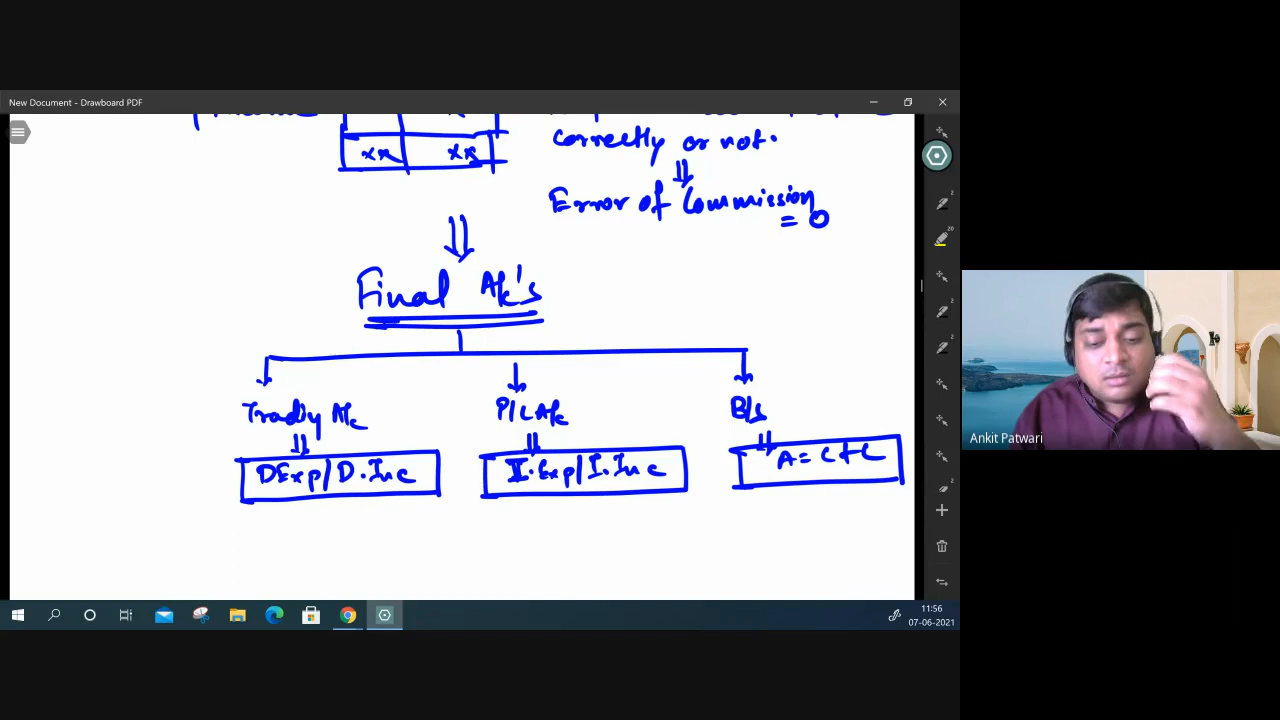 New Document - Drawboard PDF
xx xx
correctly or not.
Error of Commission
= 0
Final A/c's
Trading A/c P/L A/c B/s
D Exp/D.Inc I.Exp/I.Inc A = C + L
Ankit Patwari
11:56
07-06-2021